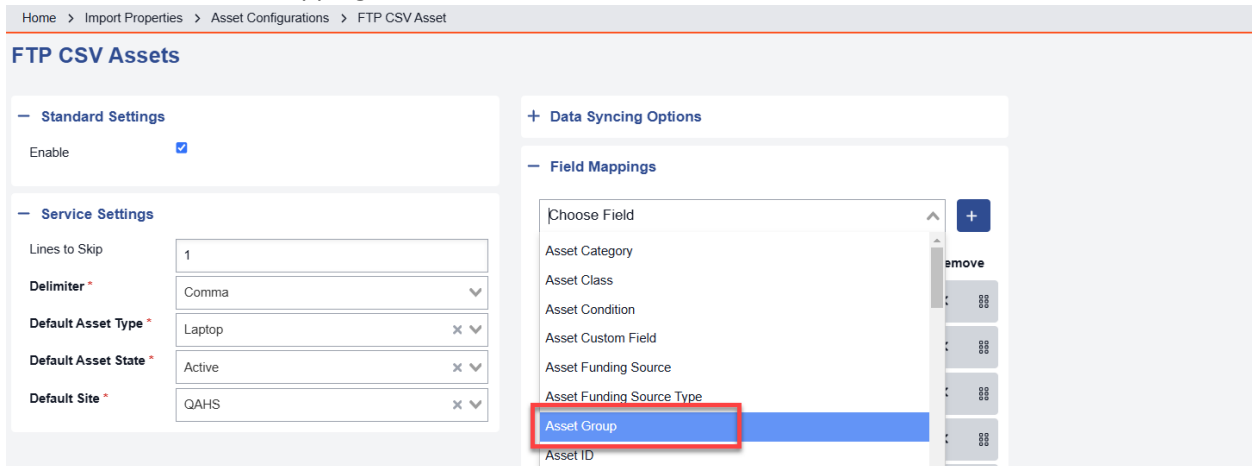 Home > Import Properties > Asset Configurations > FTP CSV Asset
FTP CSV Assets
Standard Settings
Enable
Service Settings
Lines to Skip 1
Delimiter * Comma
Default Asset Type * Laptop
Default Asset State * Active
Default Site * QAHS
Data Syncing Options
Field Mappings
Choose Field
Asset Category
emove
Asset Class
Asset Condition
Asset Custom Field
Asset Funding Source
Asset Funding Source Type
Asset Group
Asset ID